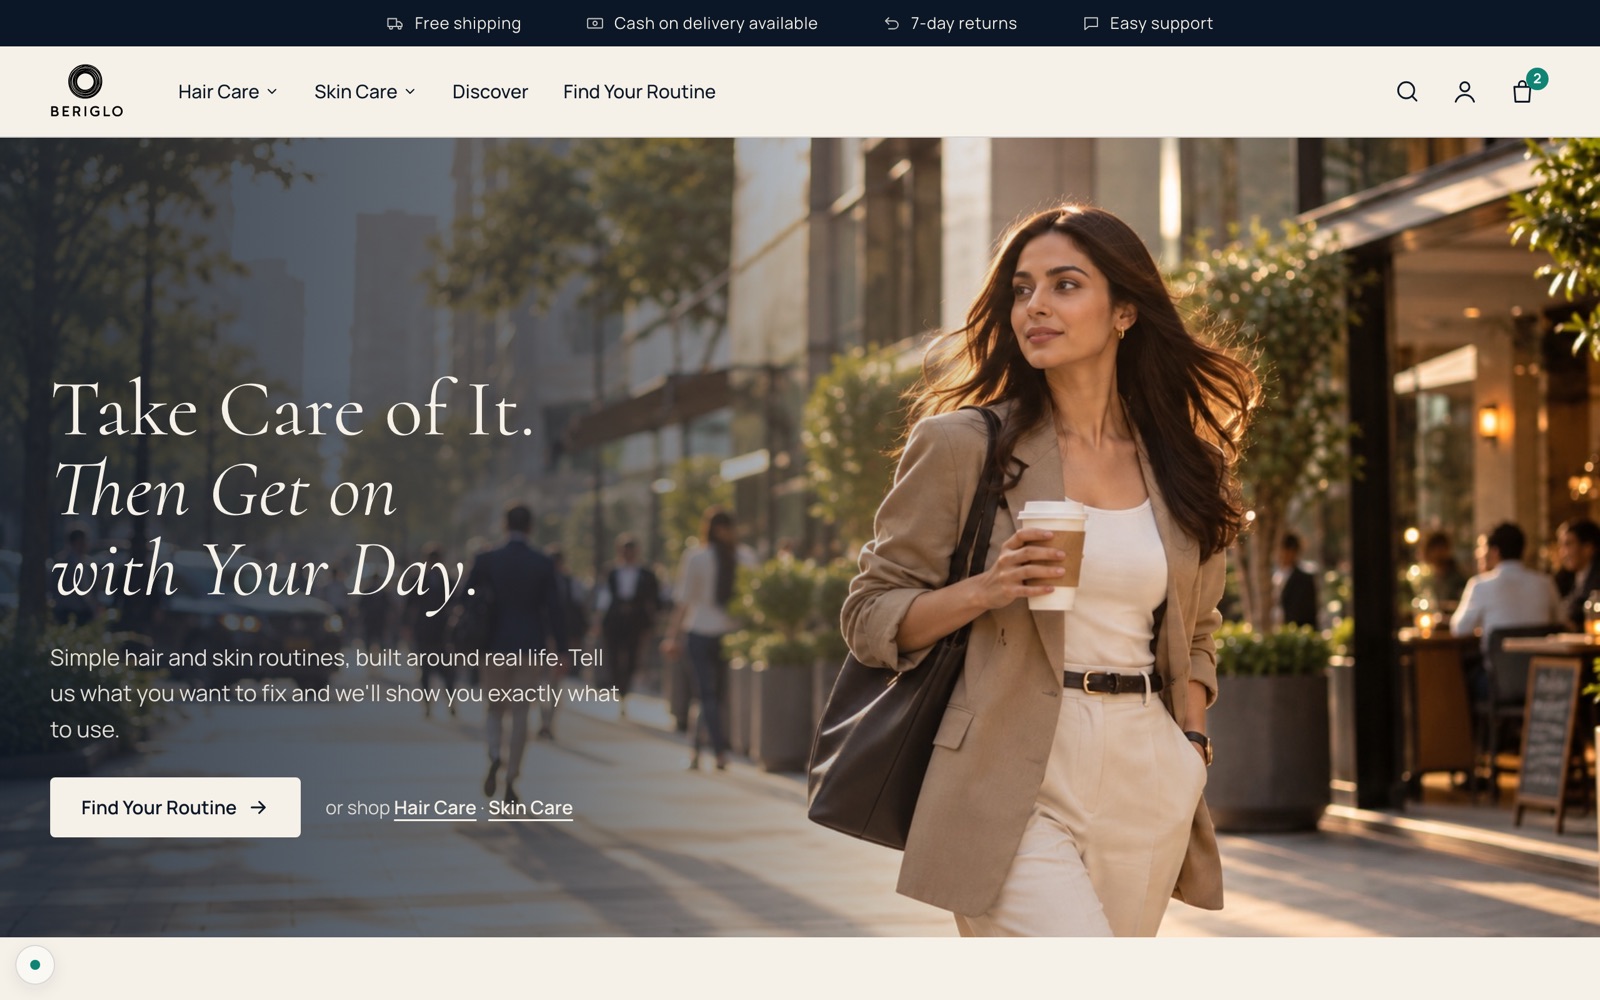 Free shipping
Cash on delivery available
7-day returns
Easy support
BERIGLO
Hair Care
Skin Care
Discover
Find Your Routine
2
Take Care of It.
Then Get on
with Your Day.
Simple hair and skin routines, built around real life. Tell
us what you want to fix and we'll show you exactly what
to use.
Find Your Routine →
or shop Hair Care · Skin Care